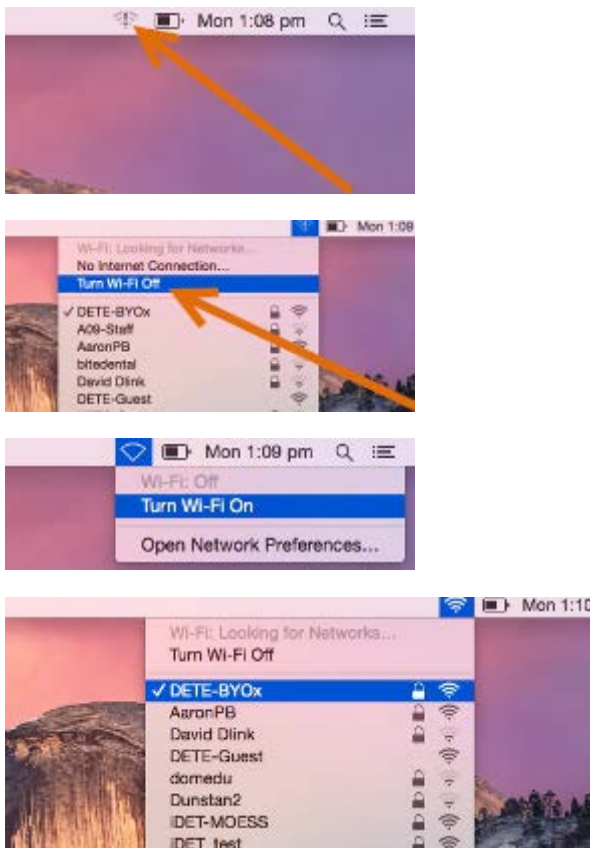 Mon 1:08 pm
Mon 1:09
Wi-Fi: Looking for Networks...
No Internet Connection...
Turn Wi-Fi Off
✓ DETE-BYOx
A09-Staff
AaronPB
bitedental
David Dlink
DETE-Guest
Mon 1:09 pm
Wi-Fi: Off
Turn Wi-Fi On
Open Network Preferences...
Mon 1:10
Wi-Fi: Looking for Networks...
Turn Wi-Fi Off
✓ DETE-BYOx
AaronPB
David Dlink
DETE-Guest
domedu
Dunstan2
iDET-MOESS
iDET test